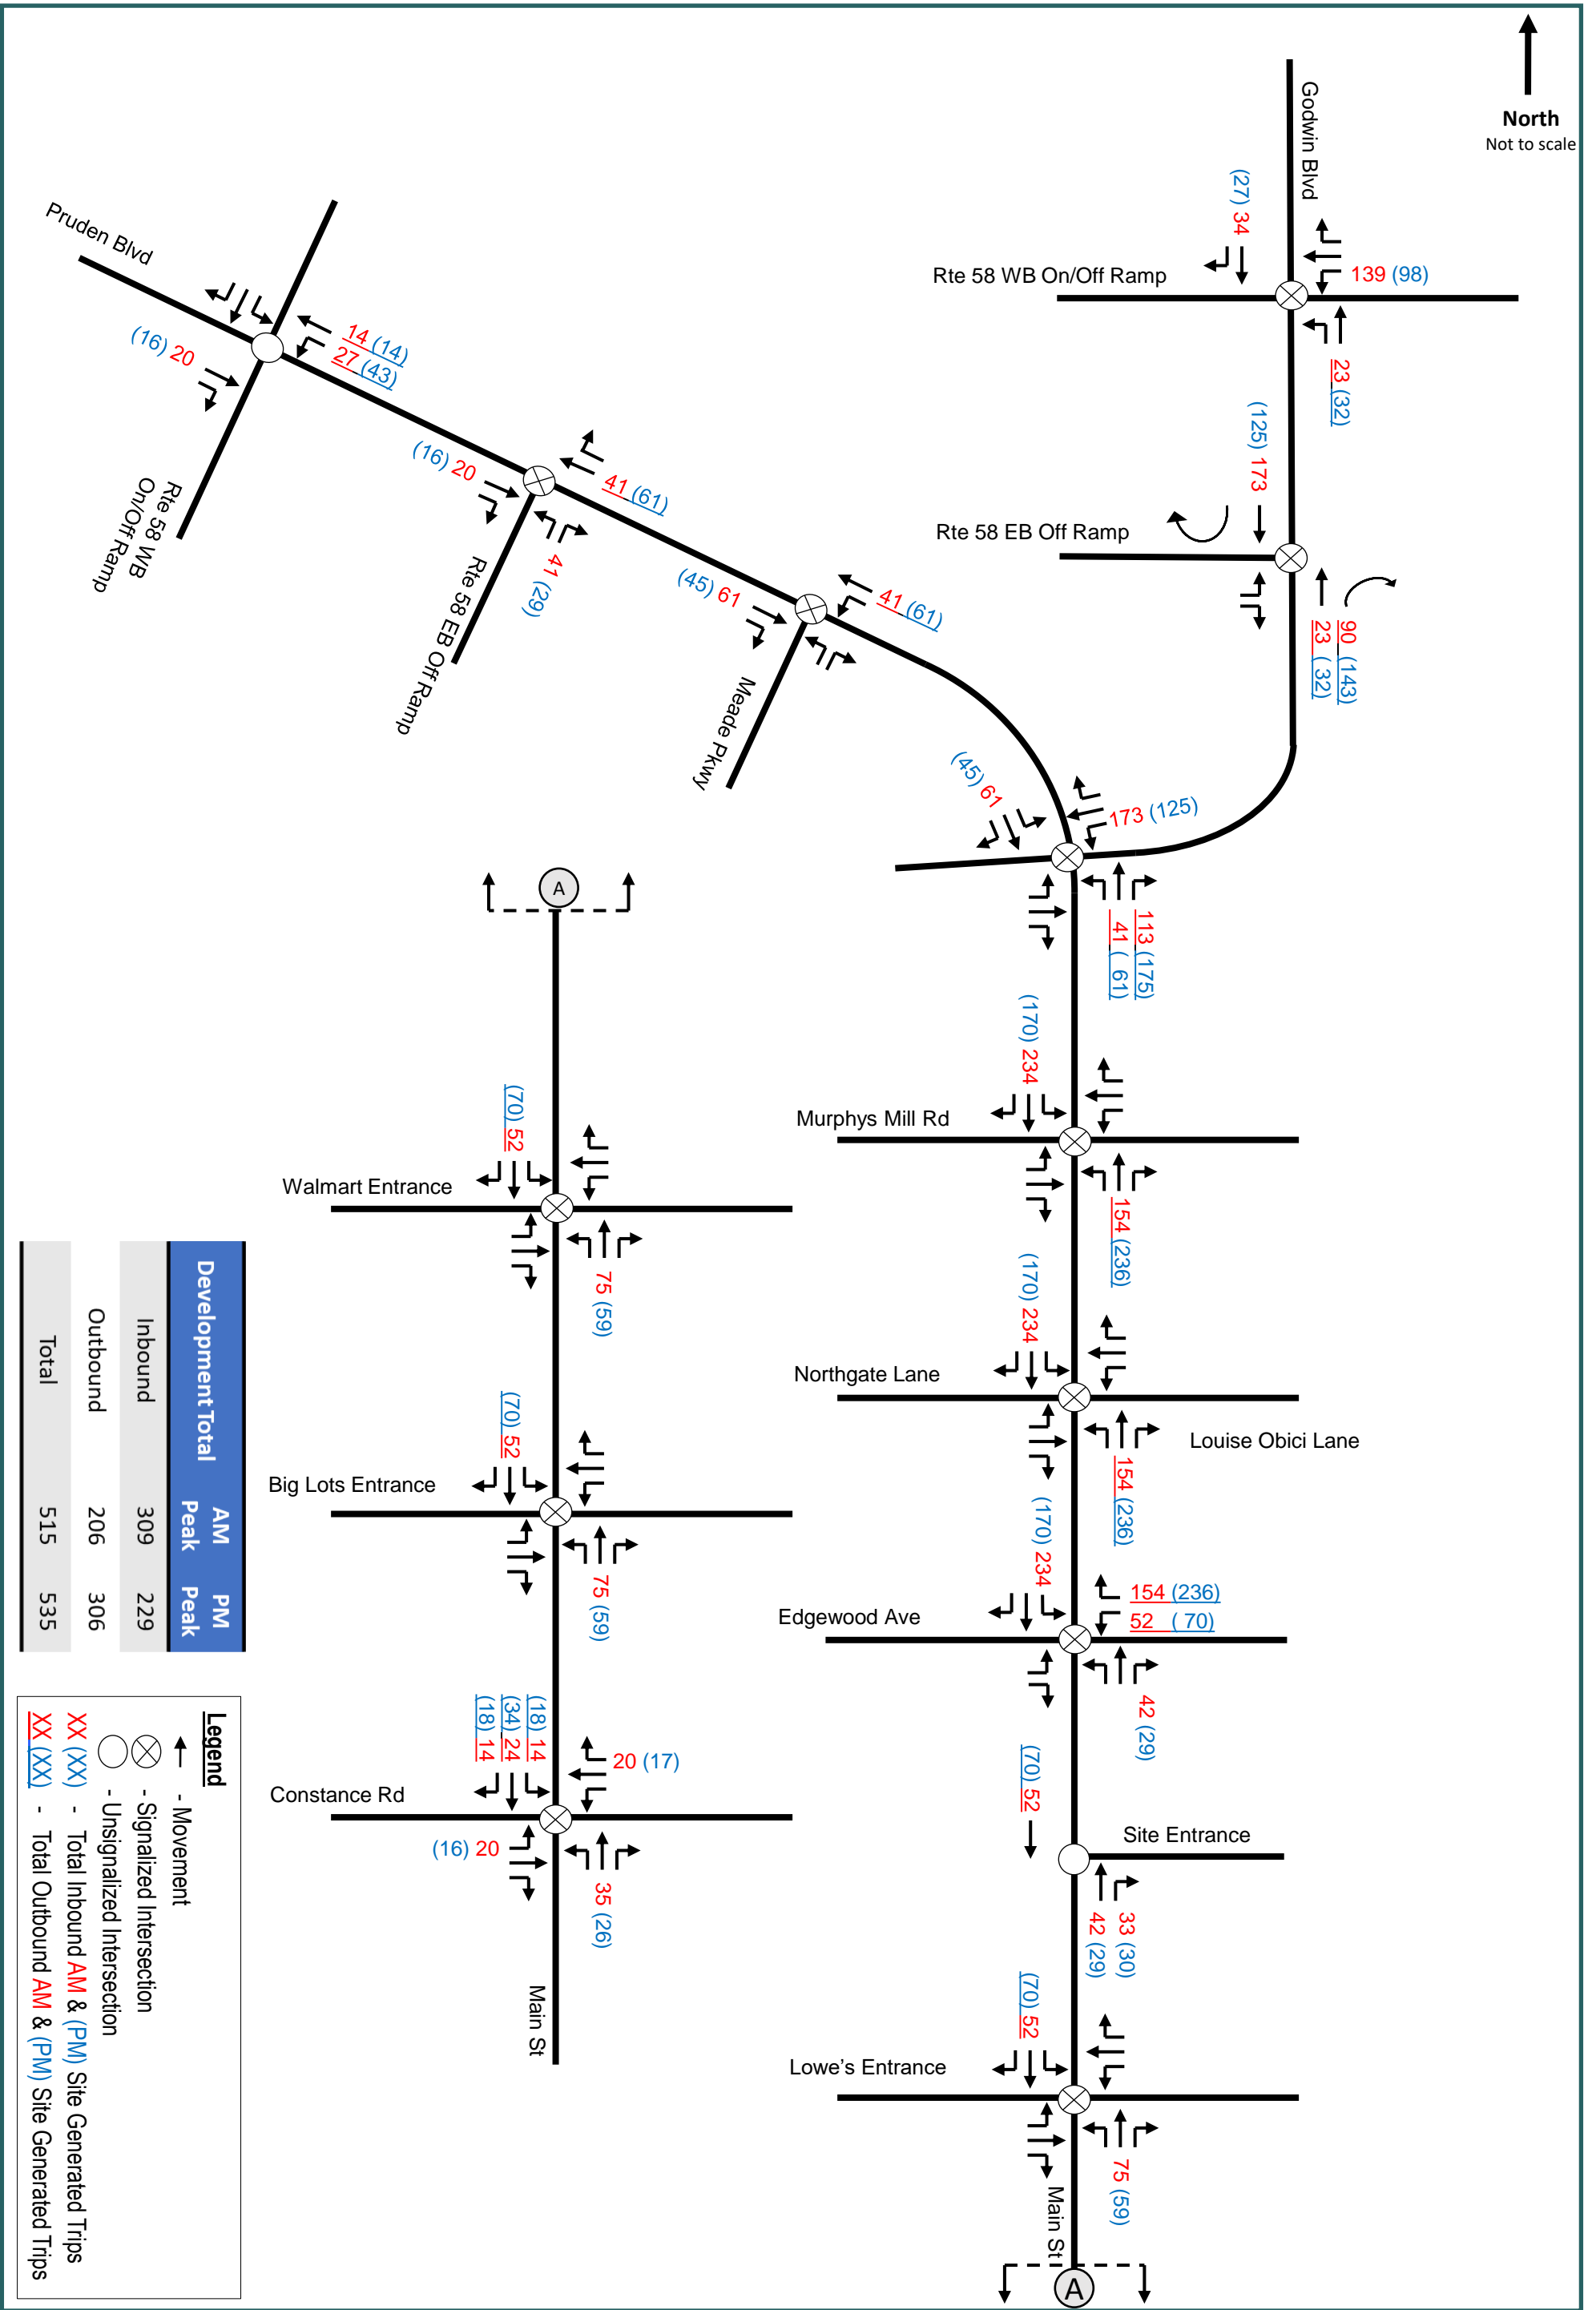 North
Not to scale
Godwin Blvd
(27) 34
139 (98)
Rte 58 WB On/Off Ramp
23 (32)
(125) 173
Rte 58 EB Off Ramp
90 (143)
23 ( 32)
Pruden Blvd
14 (14)
27 (43)
(16) 20
Rte 58 WB
On/Off Ramp
(16) 20
41 (61)
41 (29)
Rte 58 EB Off Ramp
(45) 61
41 (61)
Meade Pkwy
(45) 61
173 (125)
113 (175)
41 ( 61)
(170) 234
Murphys Mill Rd
154 (236)
(170) 234
Northgate Lane
Louise Obici Lane
154 (236)
(170) 234
154 (236)
52 ( 70)
Edgewood Ave
42 (29)
(70) 52
Site Entrance
33 (30)
42 (29)
(70) 52
Lowe's Entrance
75 (59)
Main St
A
A
(70) 52
Walmart Entrance
75 (59)
(70) 52
Big Lots Entrance
75 (59)
(18) 14
(34) 24
(18) 14
20 (17)
Constance Rd
(16) 20
35 (26)
Main St
Development Total AM Peak PM Peak
Inbound 309 229
Outbound 206 306
Total 515 535
Legend
- Movement
- Signalized Intersection
- Unsignalized Intersection
XX (XX) - Total Inbound AM & (PM) Site Generated Trips
XX (XX) - Total Outbound AM & (PM) Site Generated Trips